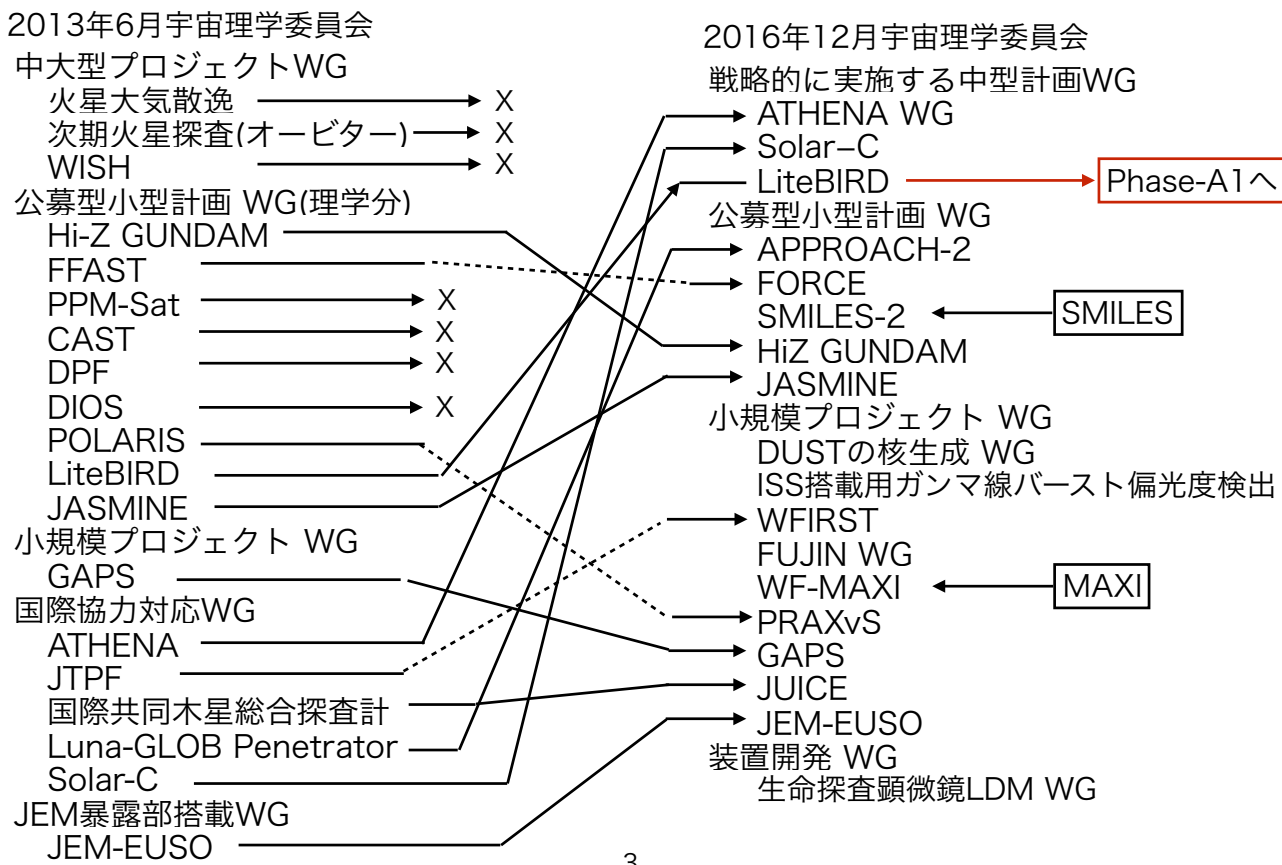 2013年6月宇宙理学委員会
中大型プロジェクトWG
火星大気散逸 X
次期火星探査(オービター) X
WISH X
公募型小型計画 WG(理学分)
Hi-Z GUNDAM
FFAST
PPM-Sat X
CAST X
DPF X
DIOS X
POLARIS
LiteBIRD
JASMINE
小規模プロジェクト WG
GAPS
国際協力対応WG
ATHENA
JTPF
国際共同木星総合探査計
Luna-GLOB Penetrator
Solar-C
JEM暴露部搭載WG
JEM-EUSO
2016年12月宇宙理学委員会
戦略的に実施する中型計画WG
ATHENA WG
Solar–C
LiteBIRD Phase-A1へ
公募型小型計画 WG
APPROACH-2
FORCE
SMILES-2 SMILES
HiZ GUNDAM
JASMINE
小規模プロジェクト WG
DUSTの核生成 WG
ISS搭載用ガンマ線バースト偏光度検出
WFIRST
FUJIN WG
WF-MAXI MAXI
PRAXvS
GAPS
JUICE
JEM-EUSO
装置開発 WG
生命探査顕微鏡LDM WG
3